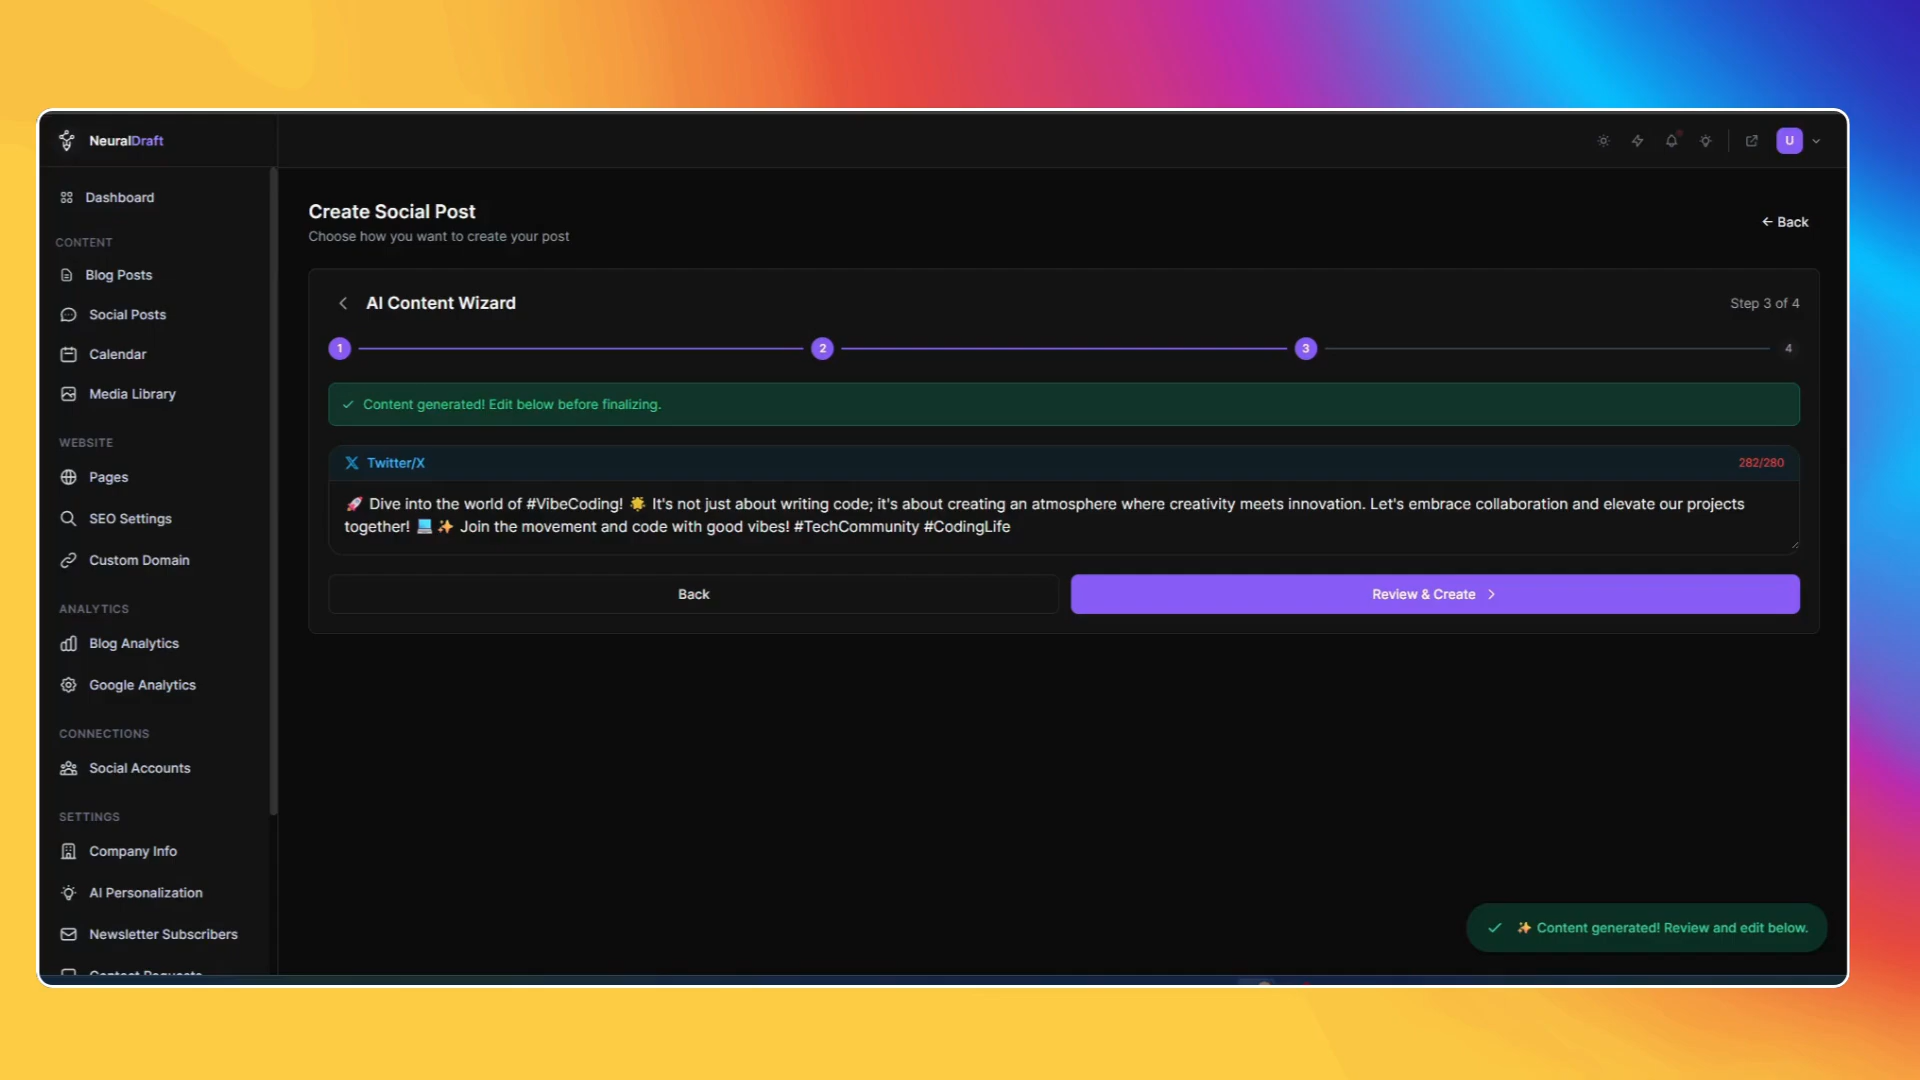 NeuralDraft
U
Dashboard
CONTENT
Blog Posts
Social Posts
Calendar
Media Library
WEBSITE
Pages
SEO Settings
Custom Domain
ANALYTICS
Blog Analytics
Google Analytics
CONNECTIONS
Social Accounts
SETTINGS
Company Info
AI Personalization
Newsletter Subscribers
Contact Requests
Create Social Post
Choose how you want to create your post
← Back
AI Content Wizard
Step 3 of 4
1
2
3
4
Content generated! Edit below before finalizing.
Twitter/X
282/280
🚀 Dive into the world of #VibeCoding! 🌟 It's not just about writing code; it's about creating an atmosphere where creativity meets innovation. Let's embrace collaboration and elevate our projects
together! 💻✨ Join the movement and code with good vibes! #TechCommunity #CodingLife
Back
Review & Create
✨ Content generated! Review and edit below.